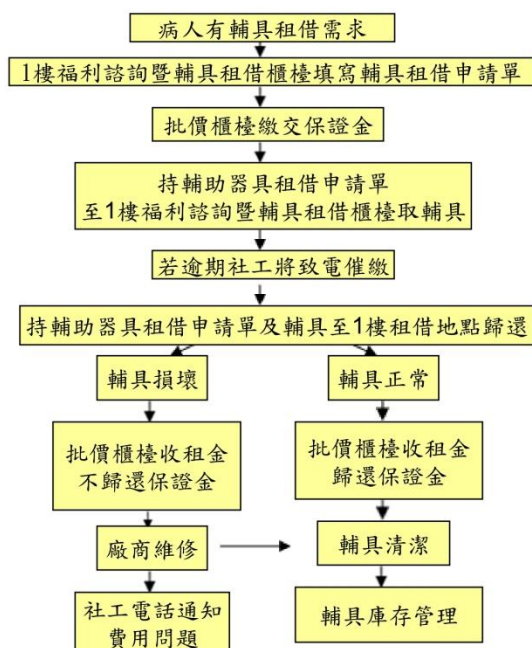 病人有輔具租借需求
1樓福利諮詢暨輔具租借櫃檯填寫輔具租借申請單
批價櫃檯繳交保證金
持輔助器具租借申請單
至1樓福利諮詢暨輔具租借櫃檯取輔具
若逾期社工將致電催繳
持輔助器具租借申請單及輔具至1樓租借地點歸還
輔具損壞
輔具正常
批價櫃檯收租金
不歸還保證金
批價櫃檯收租金
歸還保證金
廠商維修
輔具清潔
社工電話通知
費用問題
輔具庫存管理